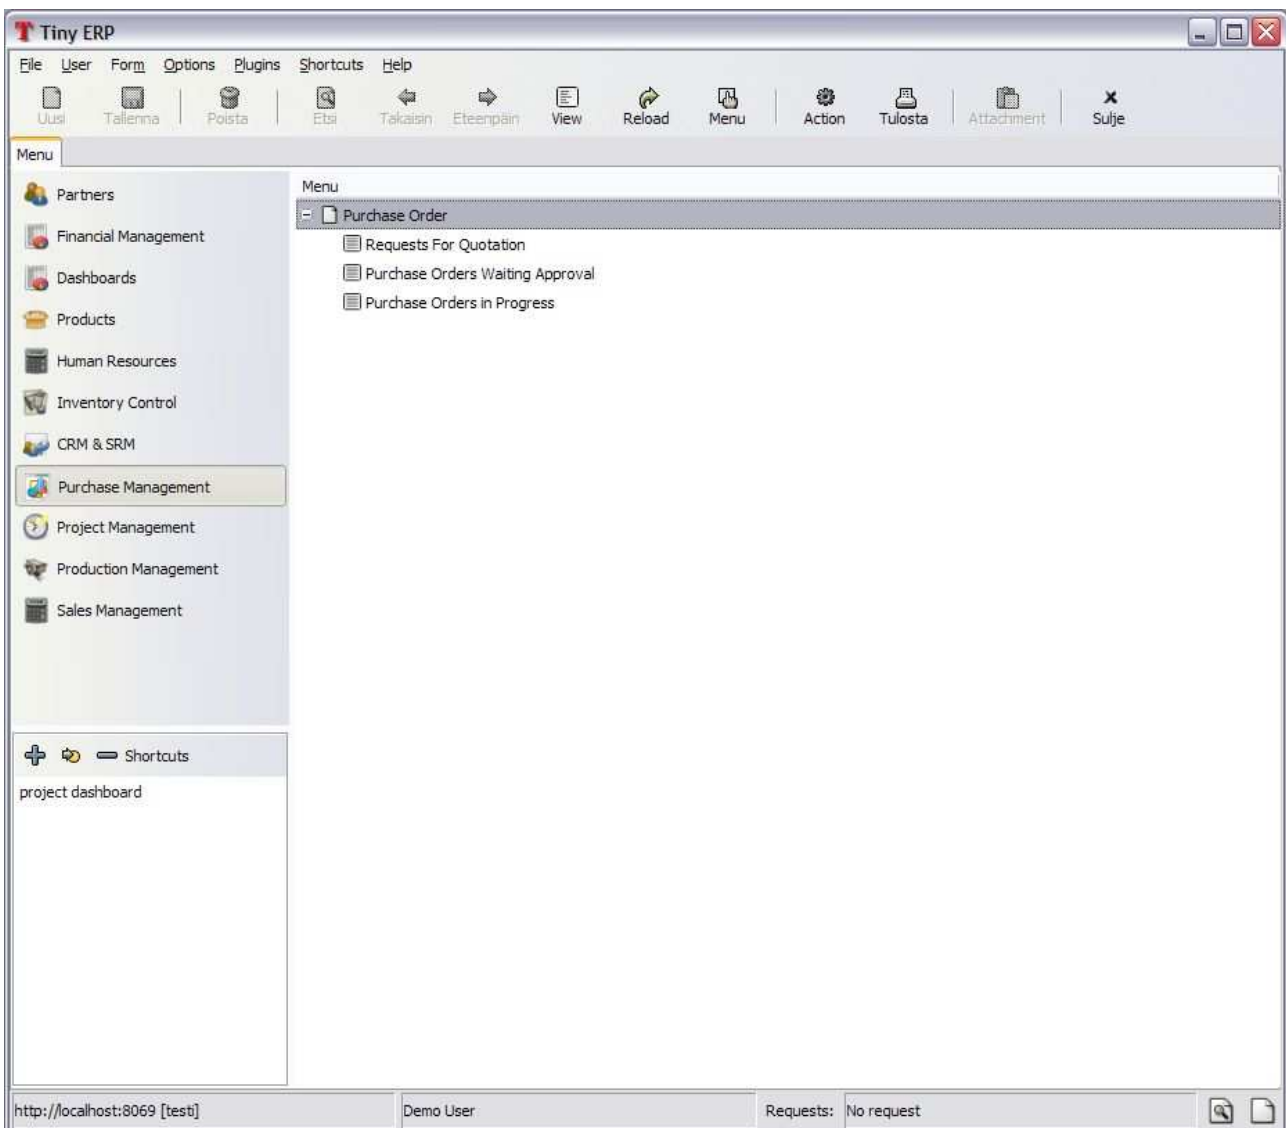 Tiny ERP
File User Form Options Plugins Shortcuts Help
Uusi Tallenna Poista Etsi Takaisin Eteenpäin View Reload Menu Action Tulosta Attachment Sulje
Menu
Partners
Financial Management
Dashboards
Products
Human Resources
Inventory Control
CRM & SRM
Purchase Management
Project Management
Production Management
Sales Management
Menu
Purchase Order
Requests For Quotation
Purchase Orders Waiting Approval
Purchase Orders in Progress
Shortcuts
project dashboard
http://localhost:8069 [testi] Demo User Requests: No request